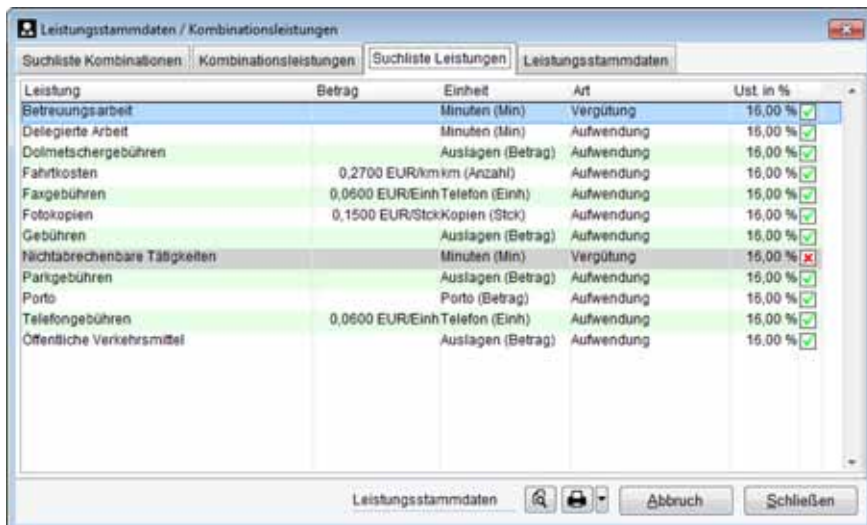 Leistungsstammdaten / Kombinationsleistungen
Suchliste Kombinationen Kombinationsleistungen Suchliste Leistungen Leistungsstammdaten
Leistung Betrag Einheit Art Ust. in %
Betreuungsarbeit Minuten (Min) Vergütung 16,00 %
Delegierte Arbeit Minuten (Min) Aufwendung 16,00 %
Dolmetschergebühren Auslagen (Betrag) Aufwendung 16,00 %
Fahrtkosten 0,2700 EUR/km km (Anzahl) Aufwendung 16,00 %
Faxgebühren 0,0600 EUR/Einh Telefon (Einh) Aufwendung 16,00 %
Fotokopien 0,1500 EUR/Stck Kopien (Stck) Aufwendung 16,00 %
Gebühren Auslagen (Betrag) Aufwendung 16,00 %
Nichtabrechenbare Tätigkeiten Minuten (Min) Vergütung 16,00 %
Parkgebühren Auslagen (Betrag) Aufwendung 16,00 %
Porto Porto (Betrag) Aufwendung 16,00 %
Telefongebühren 0,0600 EUR/Einh Telefon (Einh) Aufwendung 16,00 %
Öffentliche Verkehrsmittel Auslagen (Betrag) Aufwendung 16,00 %
Leistungsstammdaten Abbruch Schließen